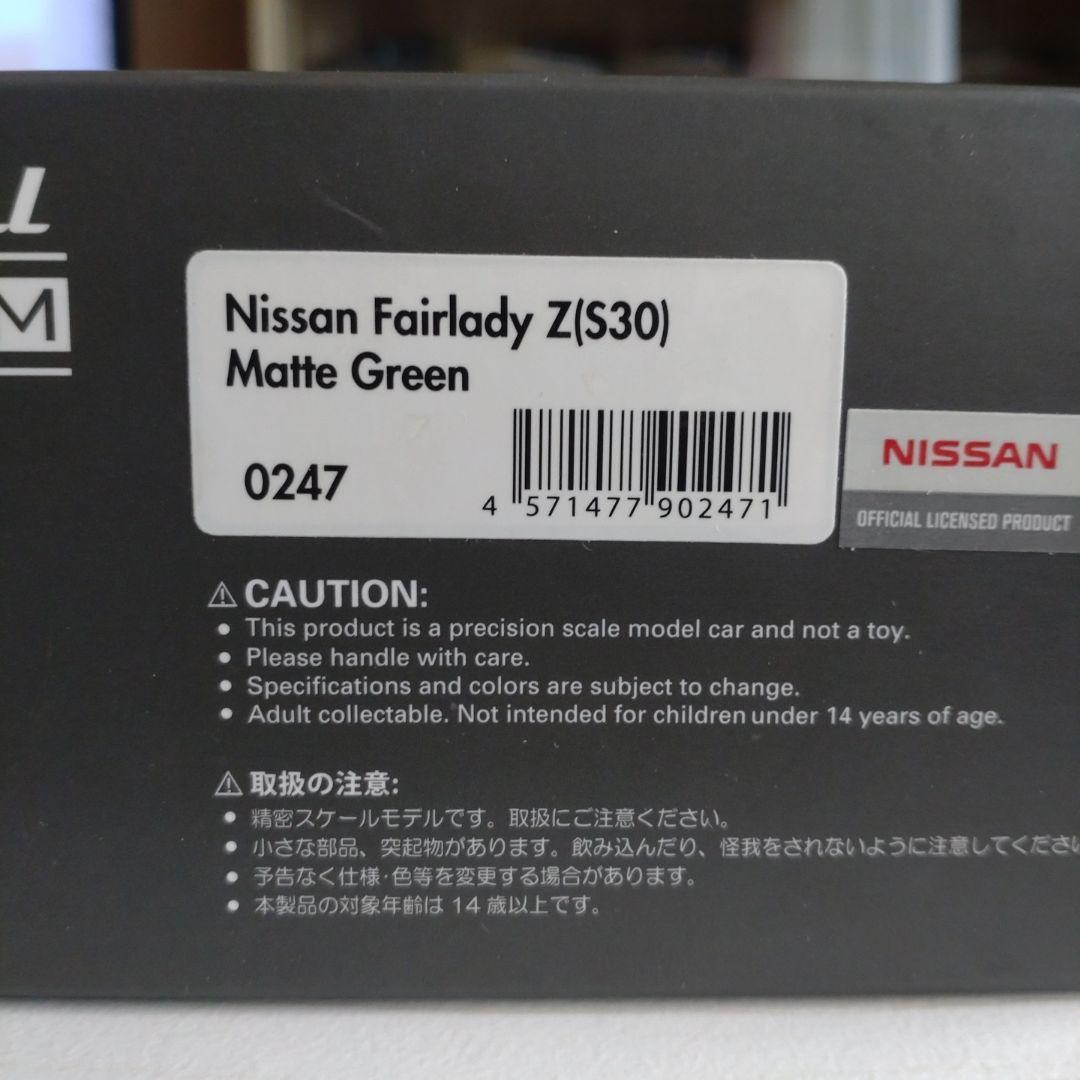 M
Nissan Fairlady Z(S30)
Matte Green
0247
4 571477 902471
NISSAN
OFFICIAL LICENSED PRODUCT
⚠ CAUTION:
• This product is a precision scale model car and not a toy.
• Please handle with care.
• Specifications and colors are subject to change.
• Adult collectable. Not intended for children under 14 years of age.
⚠ 取扱の注意:
• 精密スケールモデルです。取扱にご注意ください。
• 小さな部品、突起物があります。飲み込んだり、怪我をされないように注意してくださ
• 予告なく仕様·色等を変更する場合があります。
• 本製品の対象年齢は 14 歳以上です。